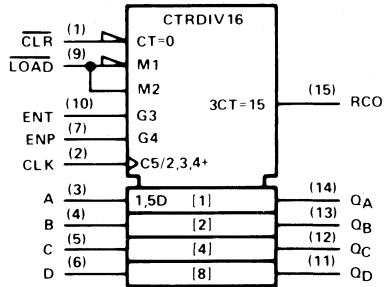 CTRDIV16
CLR (1) CT=0
LOAD (9) M1
M2
3CT=15 (15) RCO
ENT (10) G3
ENP (7) G4
CLK (2) C5/2,3,4+
A (3) 1,5D [1] (14) QA
B (4) [2] (13) QB
C (5) [4] (12) QC
D (6) [8] (11) QD